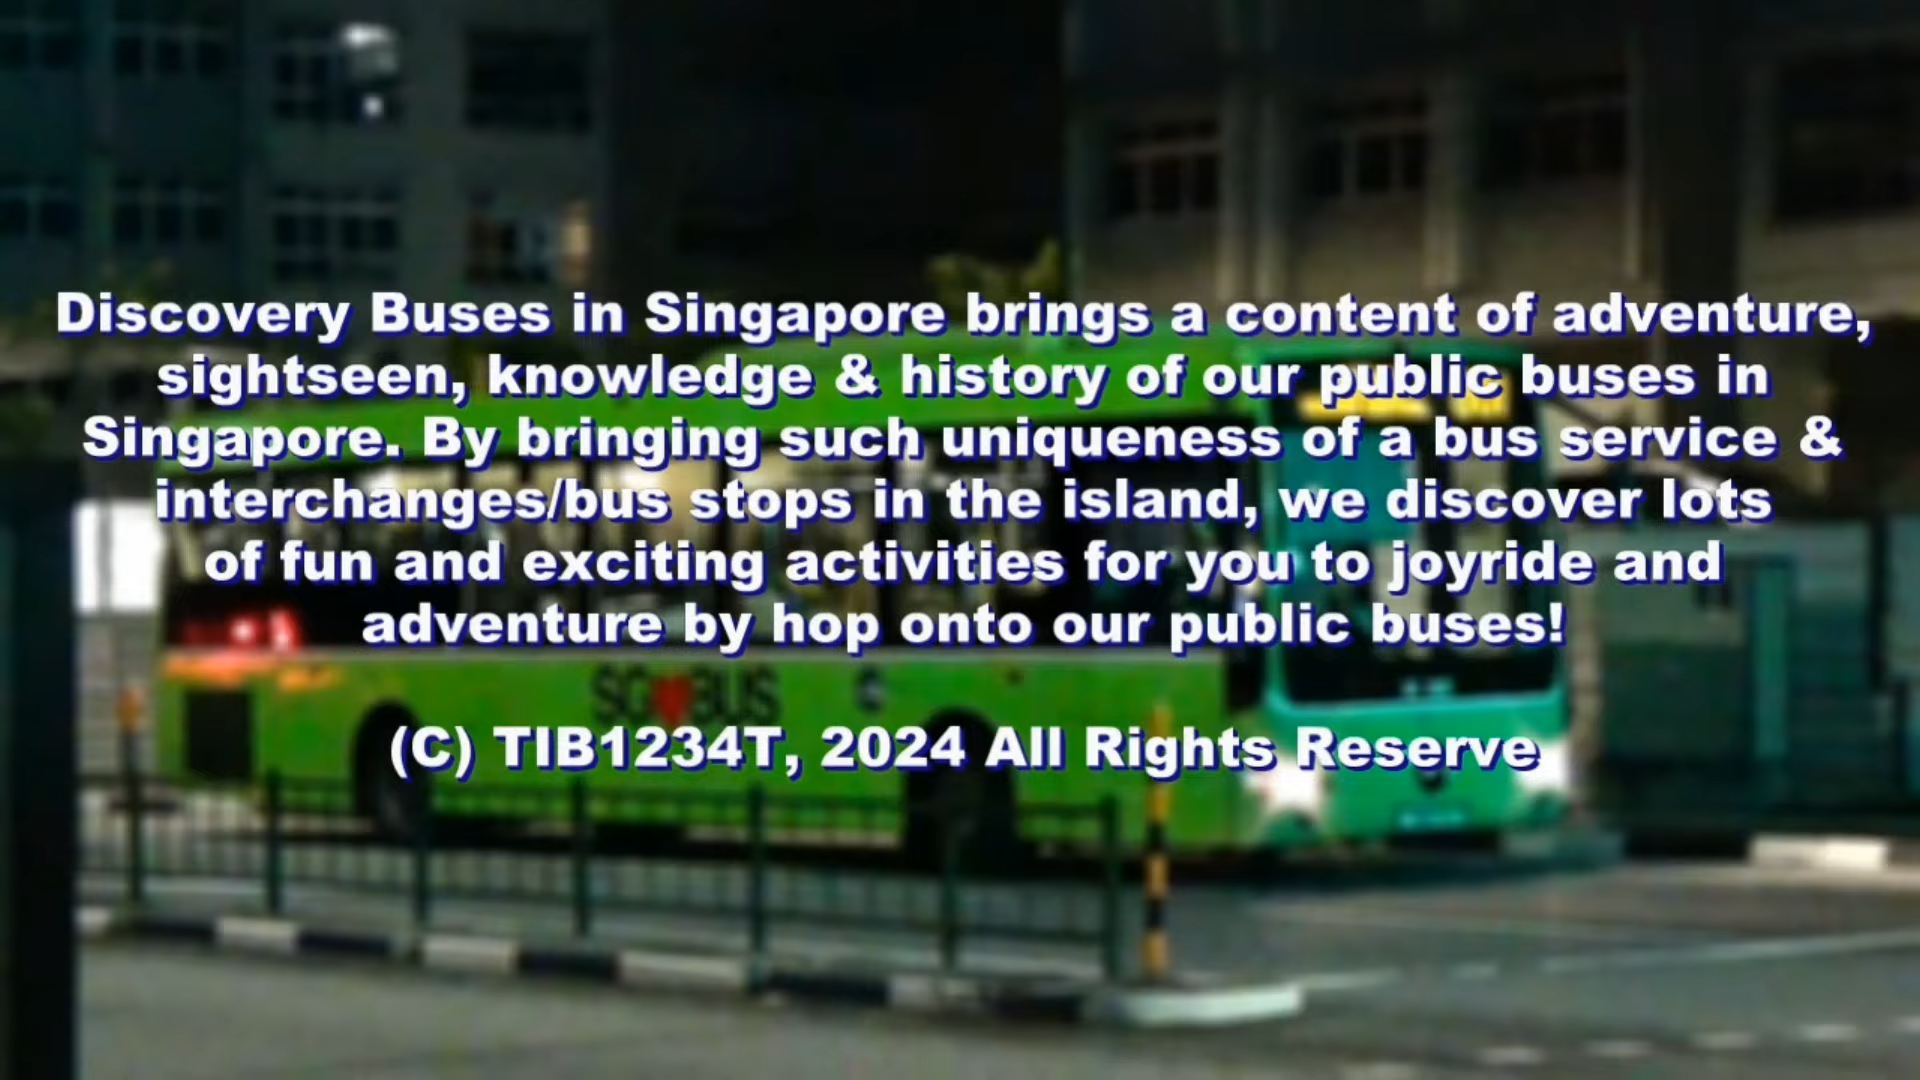 Discovery Buses in Singapore brings a content of adventure,
sightseen, knowledge & history of our public buses in
Singapore. By bringing such uniqueness of a bus service &
interchanges/bus stops in the island, we discover lots
of fun and exciting activities for you to joyride and
adventure by hop onto our public buses!
SG BUS
(C) TIB1234T, 2024 All Rights Reserve